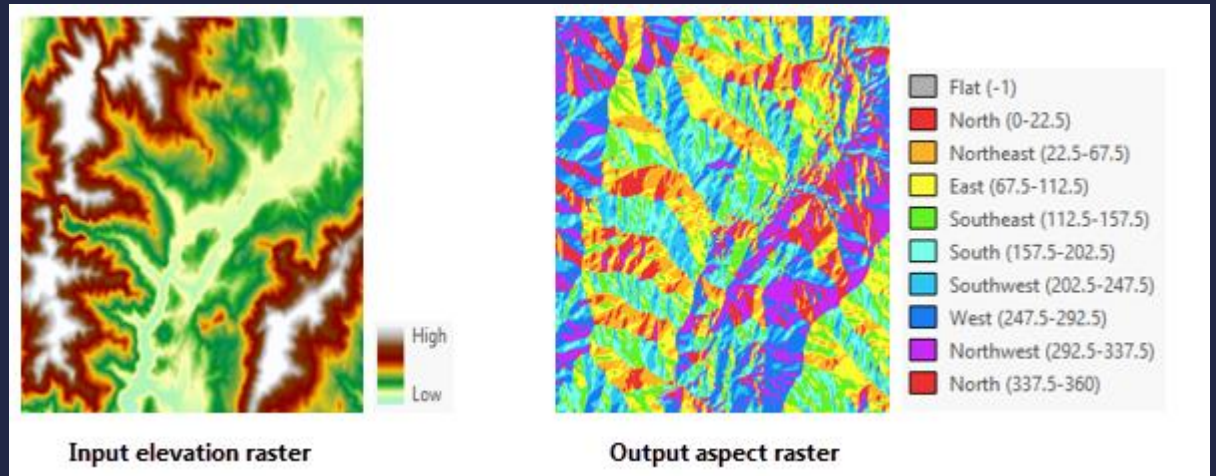 High
Low
Input elevation raster
Flat (-1)
North (0-22.5)
Northeast (22.5-67.5)
East (67.5-112.5)
Southeast (112.5-157.5)
South (157.5-202.5)
Southwest (202.5-247.5)
West (247.5-292.5)
Northwest (292.5-337.5)
North (337.5-360)
Output aspect raster